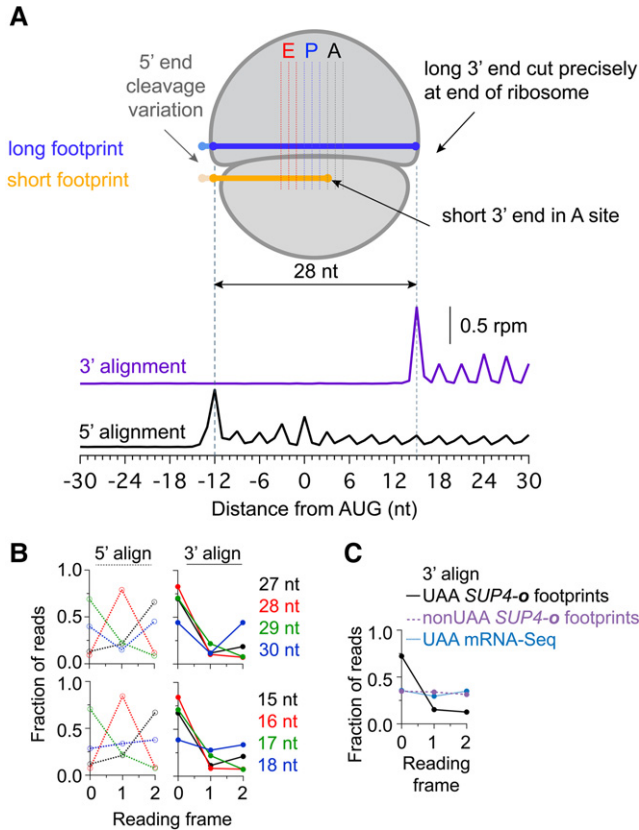 A
5’ end
cleavage
variation
E P A
long 3’ end cut precisely
at end of ribosome
long footprint
short footprint
short 3’ end in A site
28 nt
0.5 rpm
3’ alignment
5’ alignment
-30 -24 -18 -12 -6 0 6 12 18 24 30
Distance from AUG (nt)
B
5’ align 3’ align
1.0
0.5
0.0
27 nt
28 nt
29 nt
30 nt
Fraction of reads
1.0
0.5
0.0
15 nt
16 nt
17 nt
18 nt
0 1 2 0 1 2
Reading frame
C
3’ align
UAA SUP4-o footprints
nonUAA SUP4-o footprints
UAA mRNA-Seq
Fraction of reads
1.0
0.5
0.0
0 1 2
Reading
frame